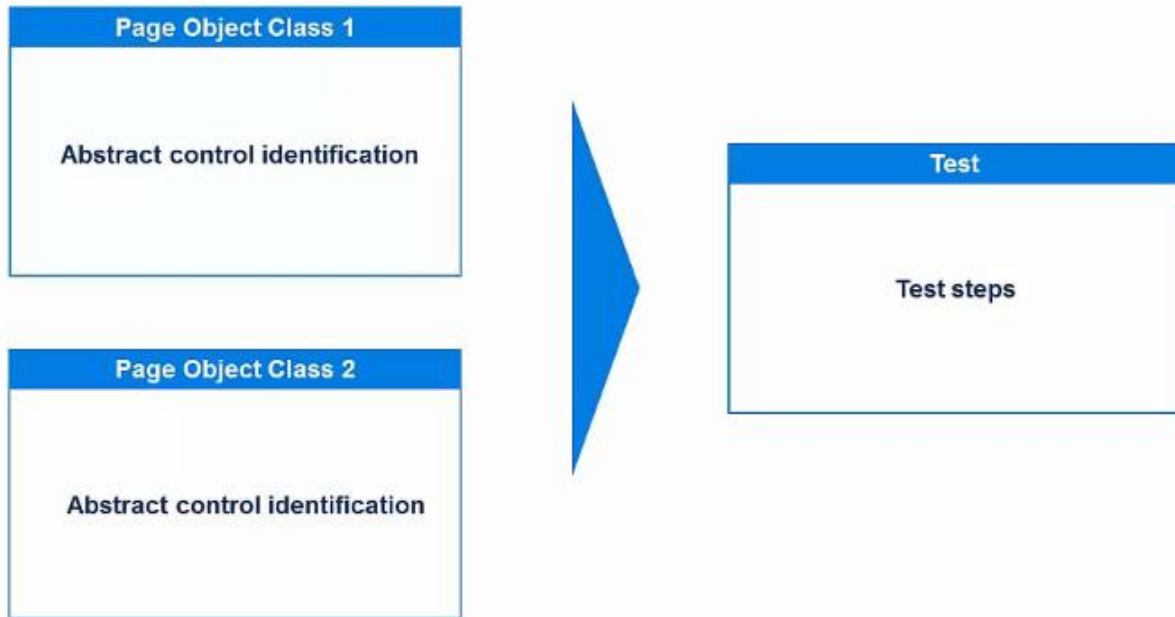 Page Object Class 1
Abstract control identification
Test
Test steps
Page Object Class 2
Abstract control identification